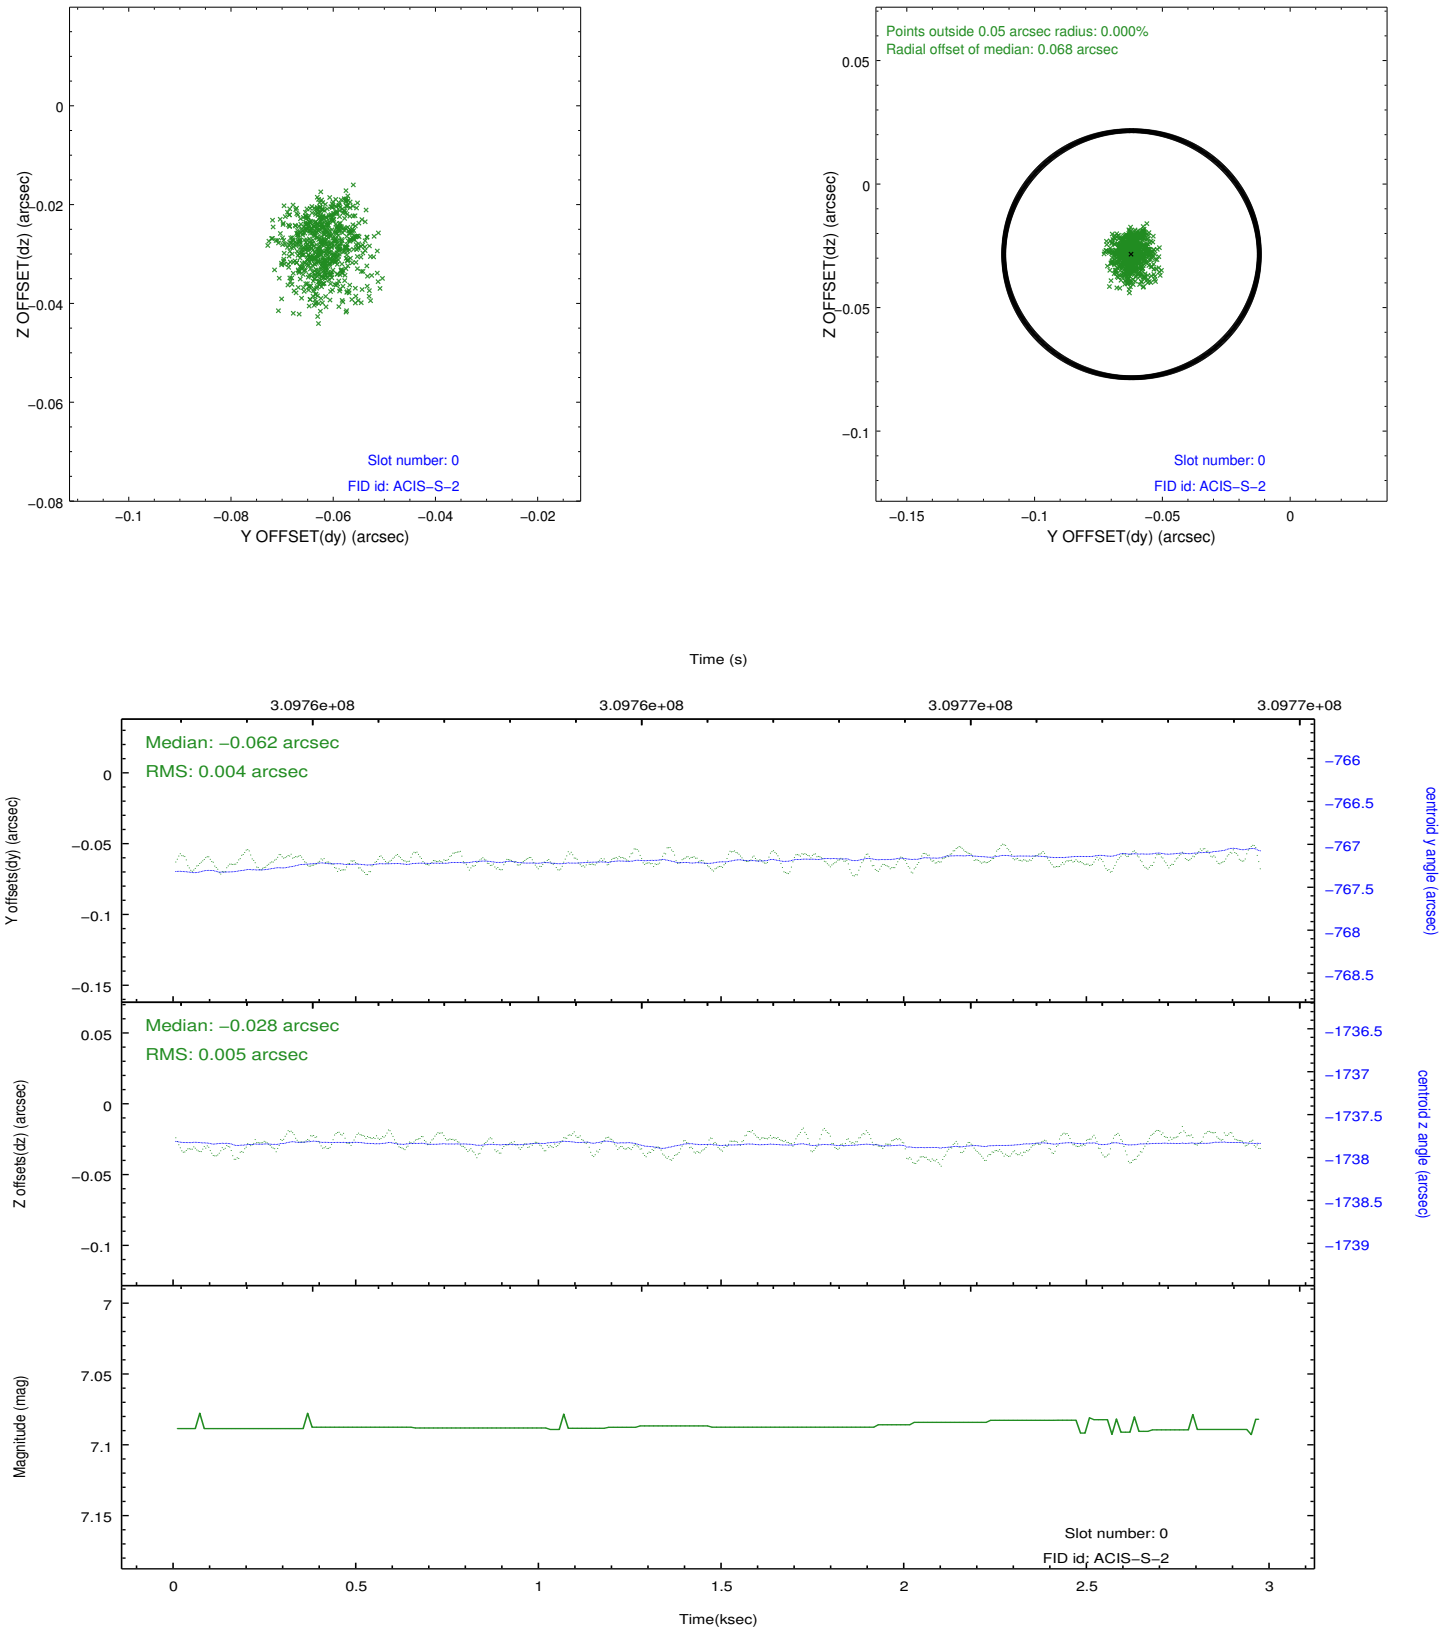 0
−0.02
−0.04
−0.06
−0.08
Z OFFSET(dz) (arcsec)
Slot number: 0
FID id: ACIS−S−2
−0.1
−0.08
−0.06
−0.04
−0.02
Y OFFSET(dy) (arcsec)
Points outside 0.05 arcsec radius: 0.000%
Radial offset of median: 0.068 arcsec
0.05
0
−0.05
−0.1
Z OFFSET(dz) (arcsec)
Slot number: 0
FID id: ACIS−S−2
−0.15
−0.1
−0.05
0
Y OFFSET(dy) (arcsec)
Time (s)
3.0976e+08
3.0976e+08
3.0977e+08
3.0977e+08
Median: −0.062 arcsec
RMS: 0.004 arcsec
0
−0.05
−0.1
−0.15
Y offsets(dy) (arcsec)
−766
−766.5
−767
−767.5
−768
−768.5
centroid y angle (arcsec)
Median: −0.028 arcsec
RMS: 0.005 arcsec
0.05
0
−0.05
−0.1
Z offsets(dz) (arcsec)
−1736.5
−1737
−1737.5
−1738
−1738.5
−1739
centroid z angle (arcsec)
7
7.05
7.1
7.15
Magnitude (mag)
Slot number: 0
FID id: ACIS−S−2
0
0.5
1
1.5
2
2.5
3
Time(ksec)